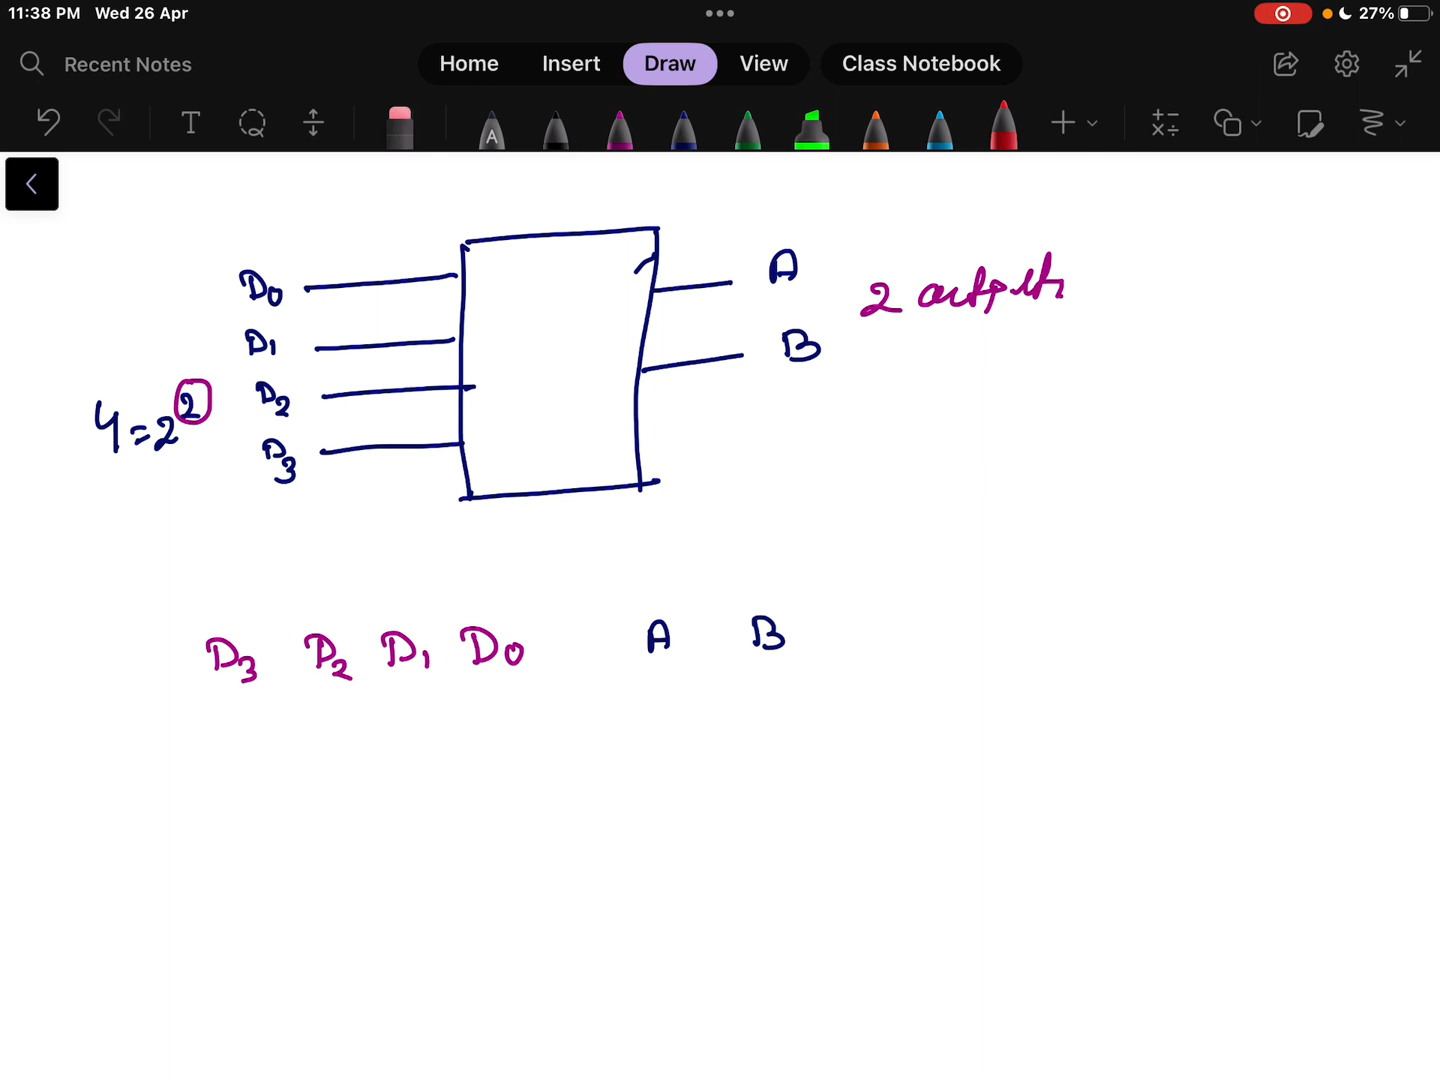 11:38 PM Wed 26 Apr 27%
Recent Notes Home Insert Draw View Class Notebook
T A
D0 A 2 outputs
D1 B
4=2^2 D2
D3
D3 D2 D1 D0 A B